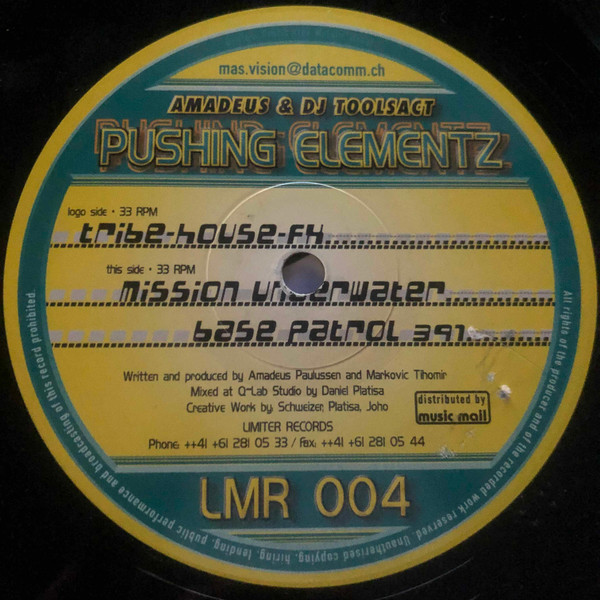 mas.vision@datacomm.ch
AMADEUS & DJ TOOLSACT
PUSHING ELEMENTZ
logo side • 33 RPM
tribe-house-fx
this side • 33 RPM
mission underwater
base patrol 397
Written and produced by Amadeus Paulussen and Markovic Tihomir
Mixed at Q-Lab Studio by Daniel Platisa
Creative Work by: Schweizer, Platisa, Joho
LIMITER RECORDS
Phone: ++41 +61 281 05 33 / Fax: ++41 +61 281 05 44
distributed by
music mail
LMR 004
All rights of the producer and of the recorded work reserved. Unauthorised copying, hiring, lending, public performance and broadcasting of this record prohibited.